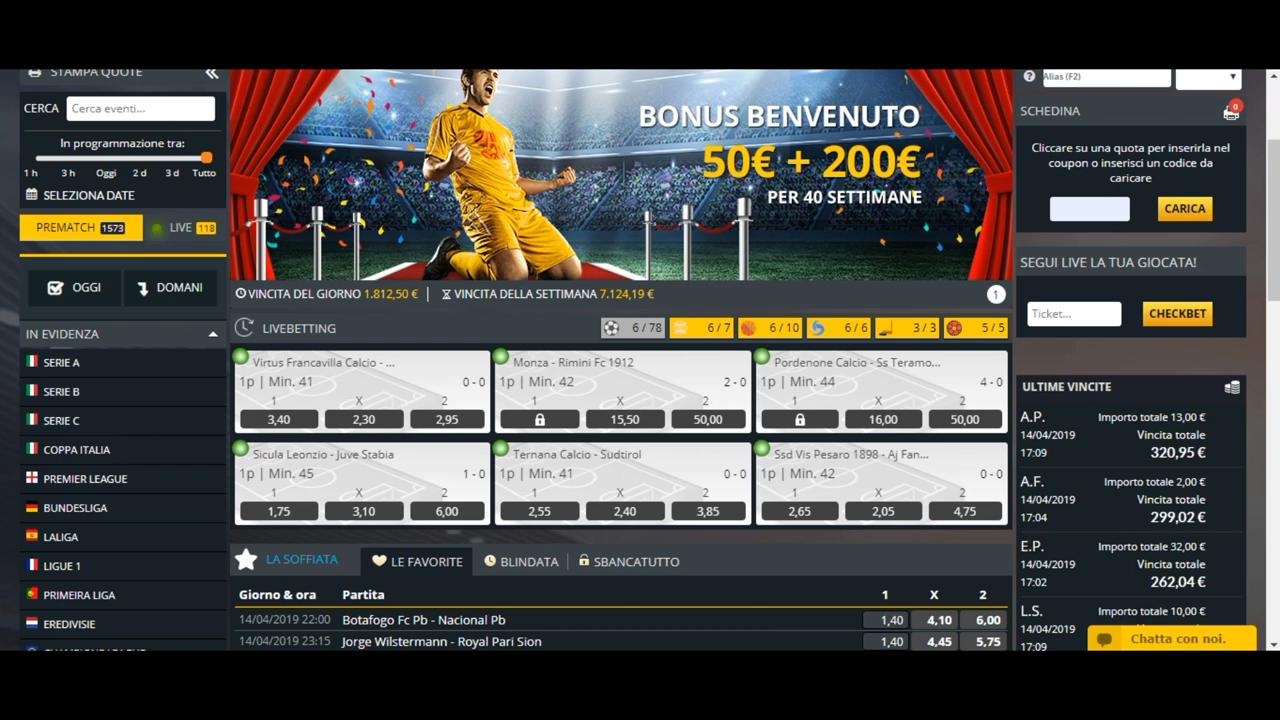 STAMPA QUOTE
CERCA Cerca eventi...
In programmazione tra:
1 h 3 h Oggi 2 d 3 d Tutto
SELEZIONA DATE
PREMATCH 1573 LIVE 118
OGGI DOMANI
IN EVIDENZA
SERIE A
SERIE B
SERIE C
COPPA ITALIA
PREMIER LEAGUE
BUNDESLIGA
LALIGA
LIGUE 1
PRIMEIRA LIGA
EREDIVISIE
BONUS BENVENUTO
50€ + 200€
PER 40 SETTIMANE
VINCITA DEL GIORNO 1.812,50 € | VINCITA DELLA SETTIMANA 7.124,19 € 1
LIVEBETTING 6 / 78 6 / 7 6 / 10 6 / 6 3 / 3 5 / 5
Virtus Francavilla Calcio - ...
1p | Min. 41 0 - 0
1 X 2
3,40 2,30 2,95
Monza - Rimini Fc 1912
1p | Min. 42 2 - 0
1 X 2
15,50 50,00
Pordenone Calcio - Ss Teramo...
1p | Min. 44 4 - 0
1 X 2
16,00 50,00
Sicula Leonzio - Juve Stabia
1p | Min. 45 1 - 0
1 X 2
1,75 3,10 6,00
Ternana Calcio - Sudtirol
1p | Min. 41 0 - 0
1 X 2
2,55 2,40 3,85
Ssd Vis Pesaro 1898 - Aj Fan...
1p | Min. 42 0 - 0
1 X 2
2,65 2,05 4,75
LA SOFFIATA LE FAVORITE BLINDATA SBANCATUTTO
Giorno & ora Partita 1 X 2
14/04/2019 22:00 Botafogo Fc Pb - Nacional Pb 1,40 4,10 6,00
14/04/2019 23:15 Jorge Wilstermann - Royal Pari Sion 1,40 4,45 5,75
? Alias (F2)
SCHEDINA 0
Cliccare su una quota per inserirla nel
coupon o inserisci un codice da
caricare
CARICA
SEGUI LIVE LA TUA GIOCATA!
Ticket... CHECKBET
ULTIME VINCITE
A.P. Importo totale 13,00 €
14/04/2019 Vincita totale
17:09 320,95 €
A.F. Importo totale 2,00 €
14/04/2019 Vincita totale
17:04 299,02 €
E.P. Importo totale 32,00 €
14/04/2019 Vincita totale
17:02 262,04 €
L.S. Importo totale 10,00 €
14/04/2019
17:09
Chatta con noi.